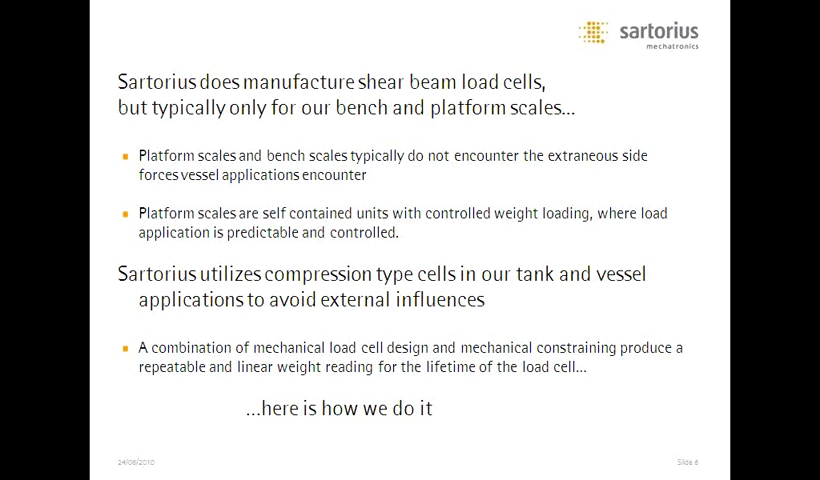 sartorius
mechatronics
Sartorius does manufacture shear beam load cells,
but typically only for our bench and platform scales...
Platform scales and bench scales typically do not encounter the extraneous side
forces vessel applications encounter
Platform scales are self contained units with controlled weight loading, where load
application is predictable and controlled.
Sartorius utilizes compression type cells in our tank and vessel
applications to avoid external influences
A combination of mechanical load cell design and mechanical constraining produce a
repeatable and linear weight reading for the lifetime of the load cell...
...here is how we do it
24/08/2010
Slide 6